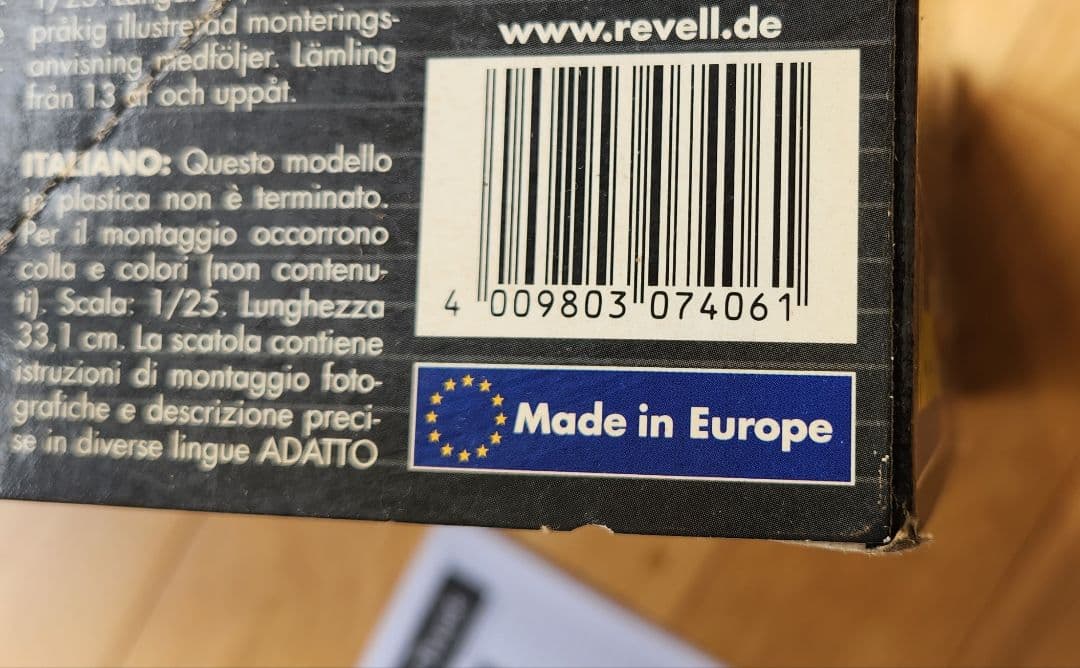 präkig illustrerad monterings-
anvisning medföljer. Lämling
från 13 år och uppåt.
ITALIANO: Questo modello
in plastica non è terminato.
Per il montaggio occorrono
colla e colori (non contenu-
ti). Scala: 1/25. Lunghezza
33,1 cm. La scatola contiene
istruzioni di montaggio foto-
grafiche e descrizione preci-
se in diverse lingue ADATTO
www.revell.de
4 009803 074061
Made in Europe